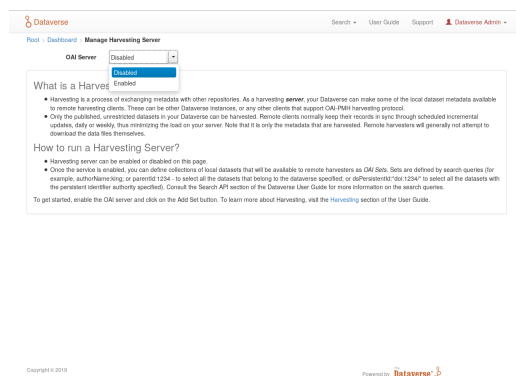 Dataverse
Search
User Guide
Support
Dataverse Admin
Root > Dashboard > Manage Harvesting Server
OAI Server
Disabled
Disabled
Enabled
What is a Harves
• Harvesting is a process of exchanging metadata with other repositories. As a harvesting server, your Dataverse can make some of the local dataset metadata available
to remote harvesting clients. These can be other Dataverse instances, or any other clients that support OAI-PMH harvesting protocol.
• Only the published, unrestricted datasets in your Dataverse can be harvested. Remote clients normally keep their records in sync through scheduled incremental
updates, daily or weekly, thus minimizing the load on your server. Note that it is only the metadata that are harvested. Remote harvesters will generally not attempt to
download the data files themselves.
How to run a Harvesting Server?
• Harvesting server can be enabled or disabled on this page.
• Once the service is enabled, you can define collections of local datasets that will be available to remote harvesters as OAI Sets. Sets are defined by search queries (for
example, authorName:king; or parentId:1234 - to select all the datasets that belong to the dataverse specified; or dsPersistentId:"doi:1234/" to select all the datasets with
the persistent identifier authority specified). Consult the Search API section of the Dataverse User Guide for more information on the search queries.
To get started, enable the OAI server and click on the Add Set button. To learn more about Harvesting, visit the Harvesting section of the User Guide.
Powered by
The
Dataverse